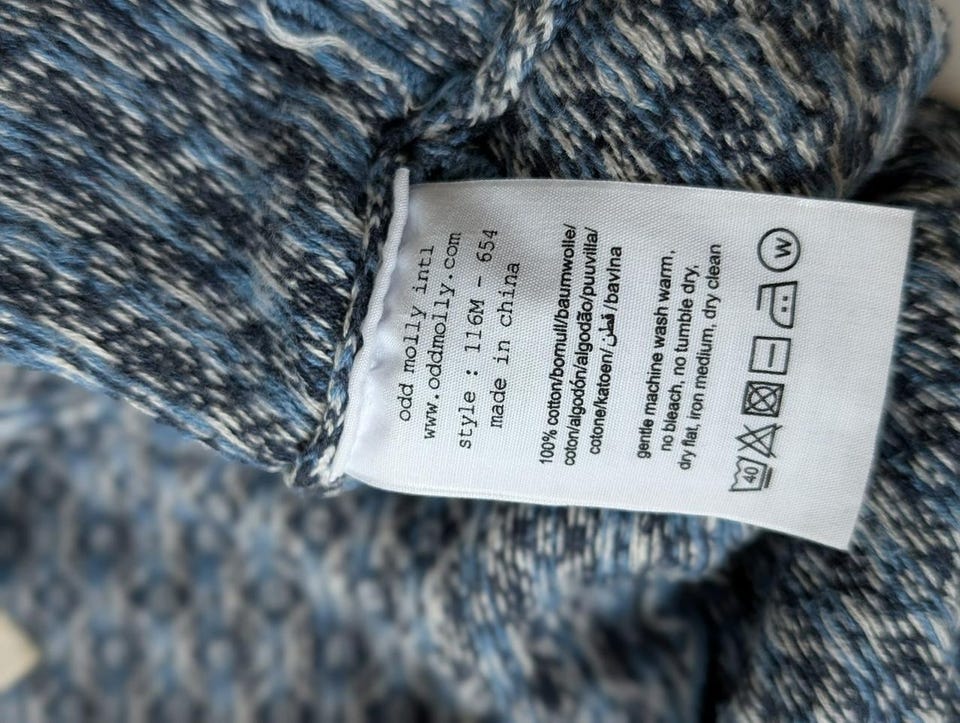 odd molly intl
www.oddmolly.com
style : 116M - 654
made in china
100% cotton/bomull/baumwolle/
coton/algodón/algodão/puuvilla/
cotone/katoen/قطن/bavlna
gentle machine wash warm,
no bleach, no tumble dry,
dry flat, iron medium, dry clean
40 W